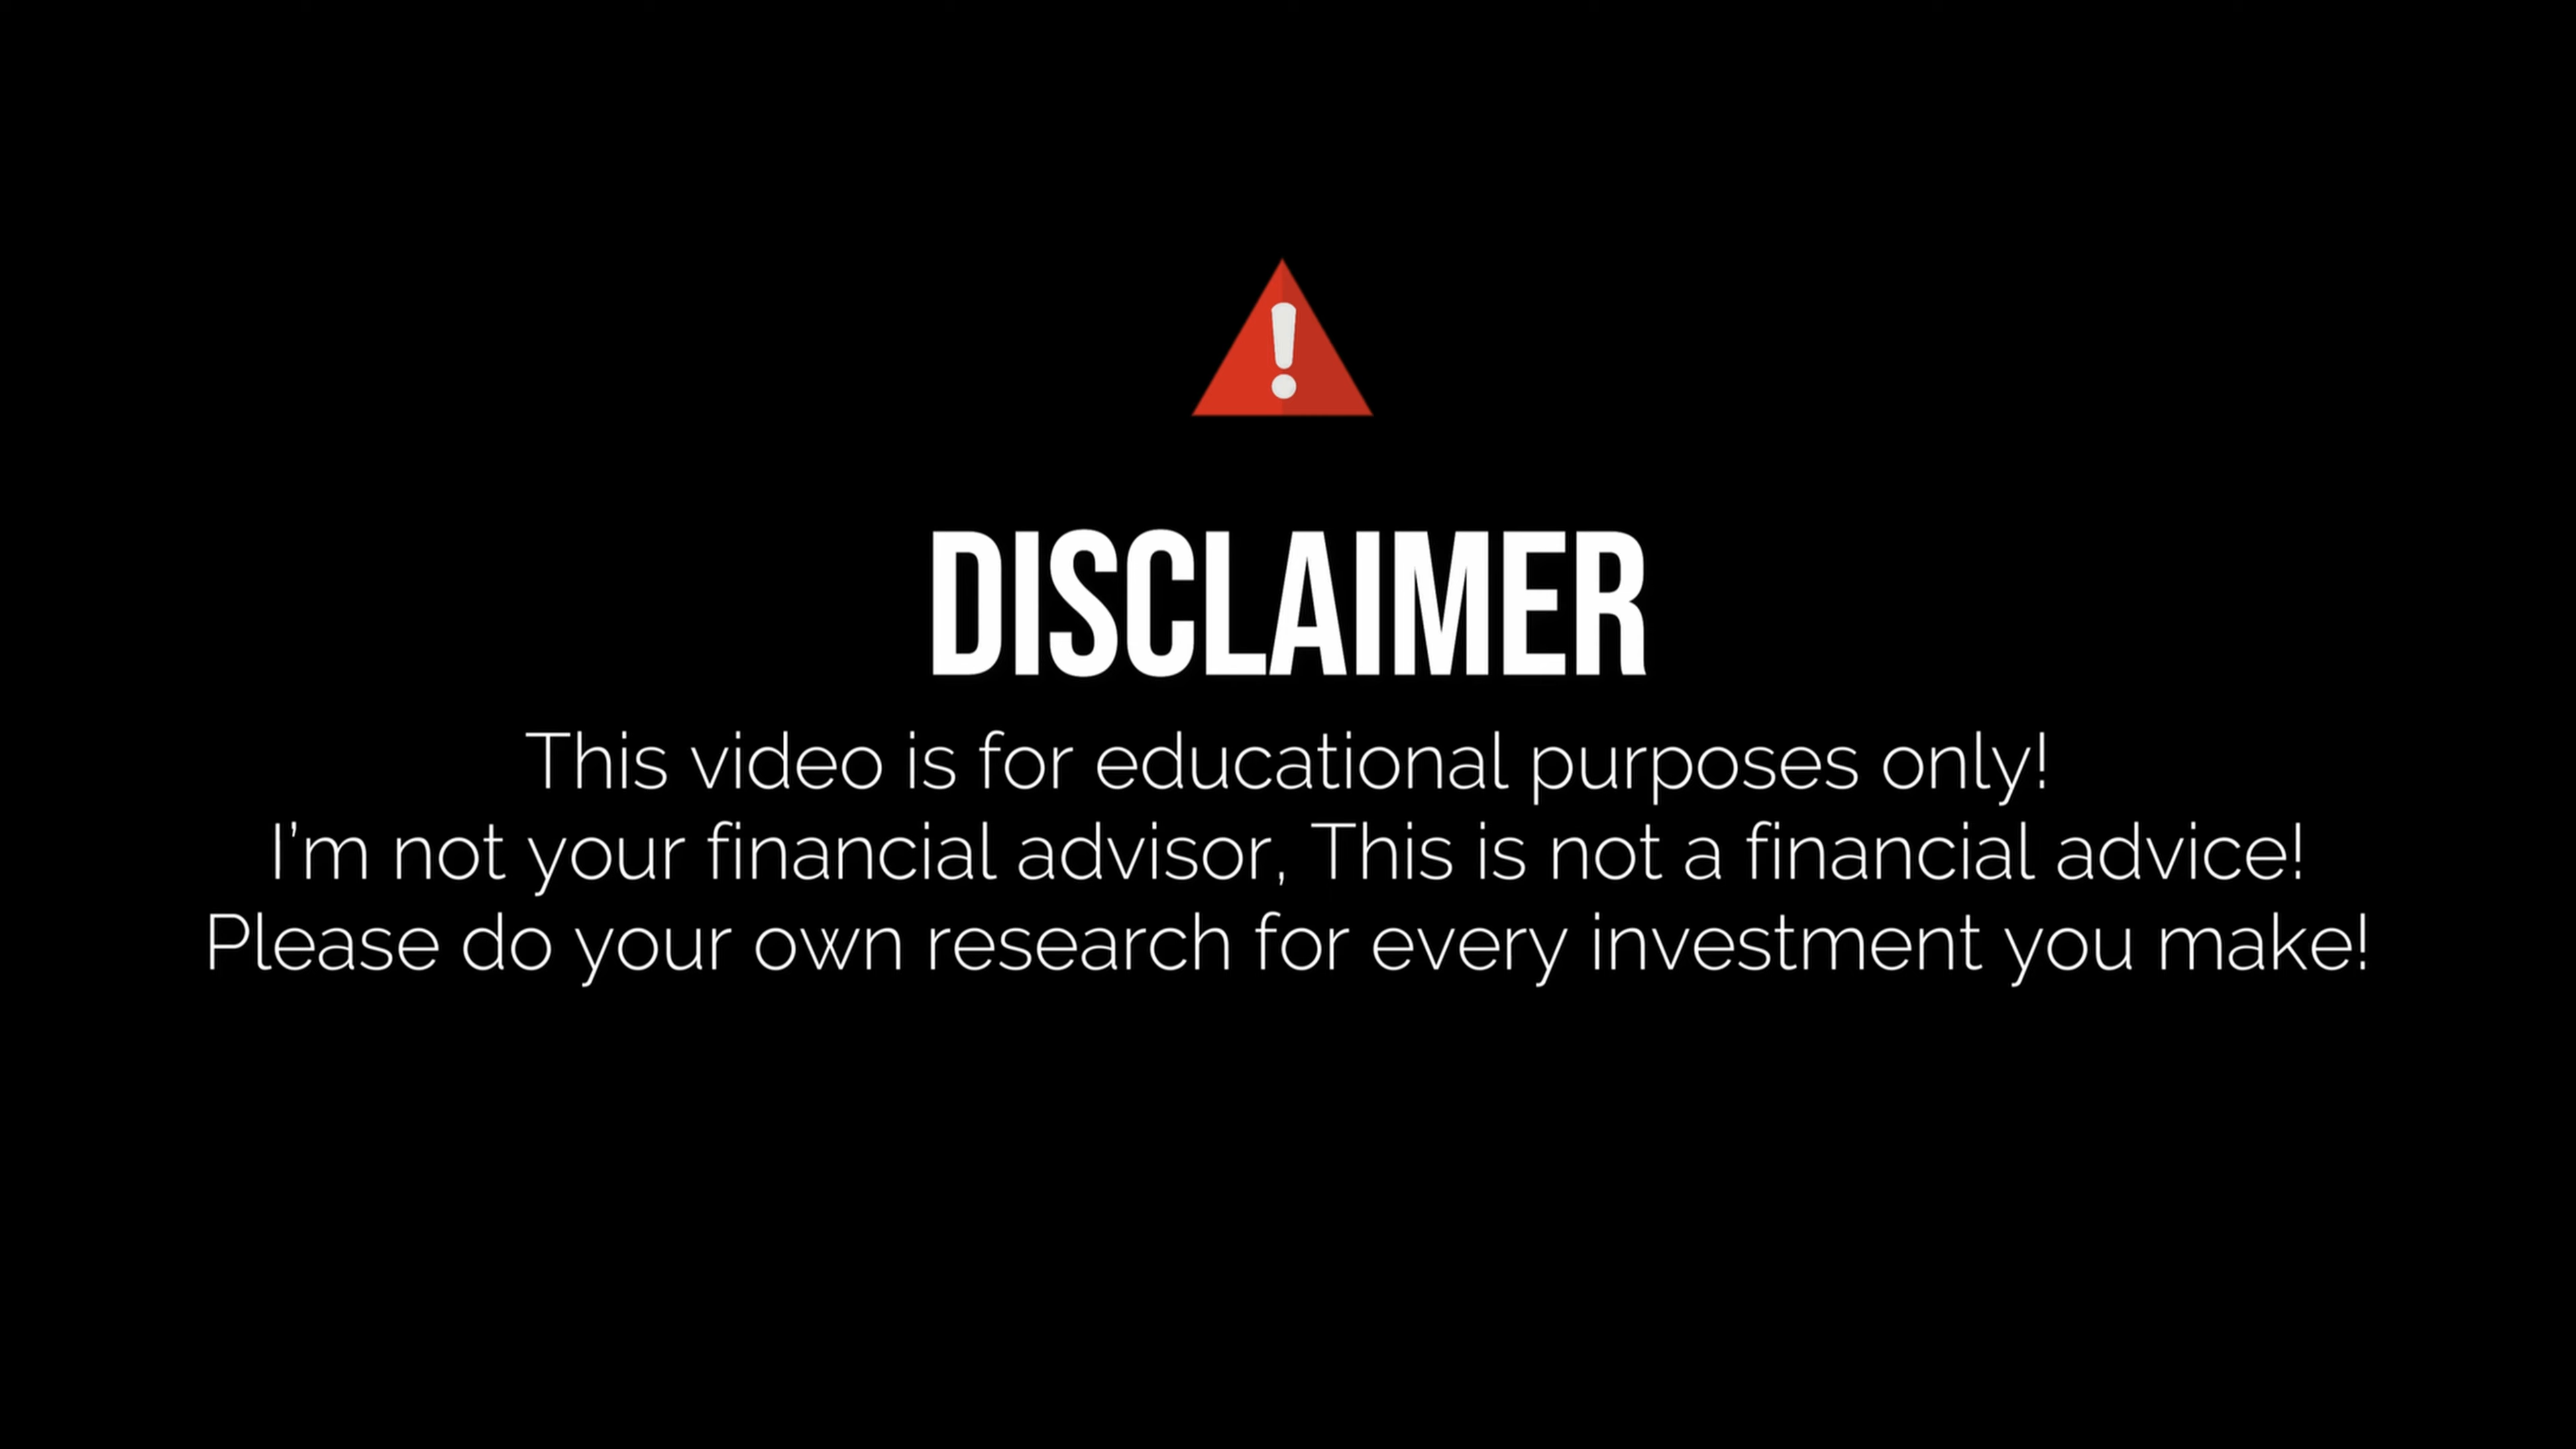 DISCLAIMER
This video is for educational purposes only!
I'm not your financial advisor, This is not a financial advice!
Please do your own research for every investment you make!